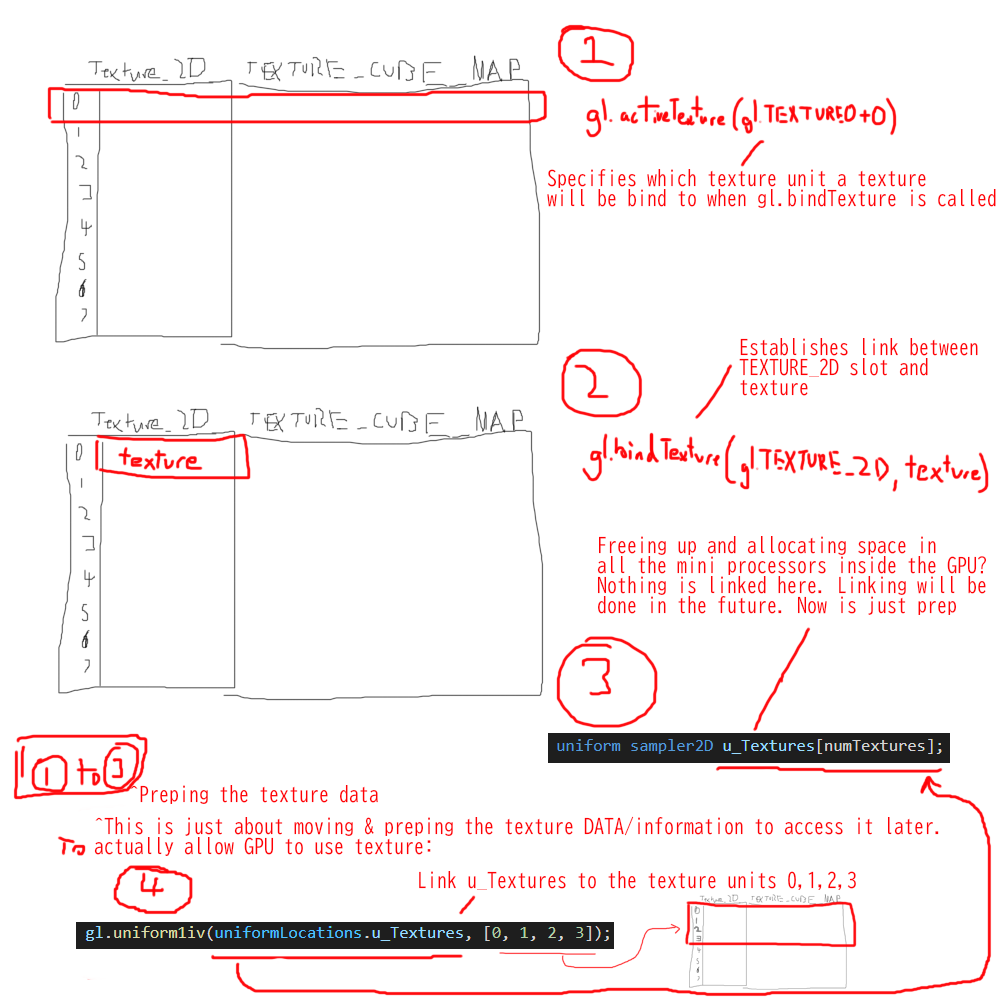 1
Texture_2D TEXTURE_CUBE_MAP
0
1
2
3
4
5
6
7
gl.activeTexture(gl.TEXTURE0+0)
Specifies which texture unit a texture
will be bind to when gl.bindTexture is called
2
Establishes link between
TEXTURE_2D slot and
texture
Texture_2D TEXTURE_CUBE_MAP
0 texture
1
2
3
4
5
6
7
gl.bindTexture(gl.TEXTURE_2D, texture)
Freeing up and allocating space in
all the mini processors inside the GPU?
Nothing is linked here. Linking will be
done in the future. Now is just prep
3
uniform sampler2D u_Textures[numTextures];
1 to 3
^Preping the texture data
^This is just about moving & preping the texture DATA/information to access it later.
To actually allow GPU to use texture:
4
Link u_Textures to the texture units 0,1,2,3
gl.uniform1iv(uniformLocations.u_Textures, [0, 1, 2, 3]);
Texture_2D TEXTURE_CUBE_MAP
0
1
2
3
4
5
6
7